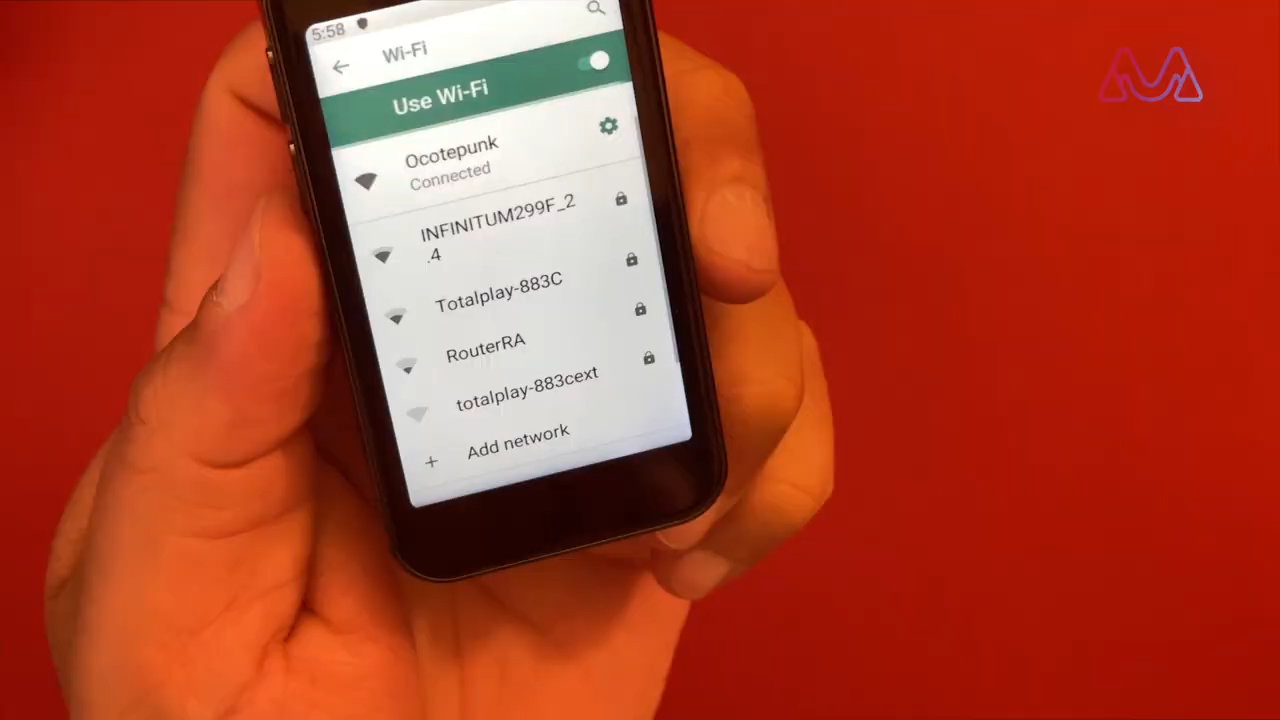 5:58
Wi-Fi
Use Wi-Fi
Ocotepunk
Connected
INFINITUM299F_2
.4
Totalplay-883C
RouterRA
totalplay-883cext
Add network